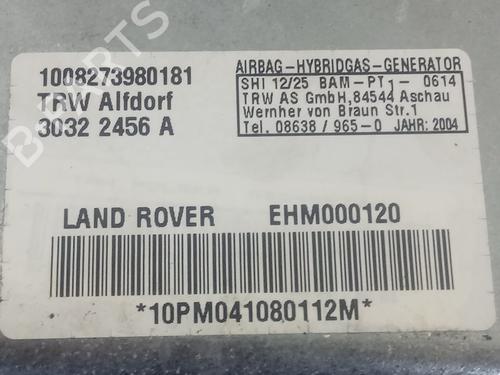 1008273980181
TRW Alfdorf
3032 2456 A
AIRBAG-HYBRIDGAS-GENERATOR
SHI 12/25 BAM-PT1- 0614
TRW AS GmbH,84544 Aschau
Wernher von Braun Str.1
Tel. 08638 / 965-0 JAHR: 2004
LAND ROVER EHM000120
*10PM041080112M*